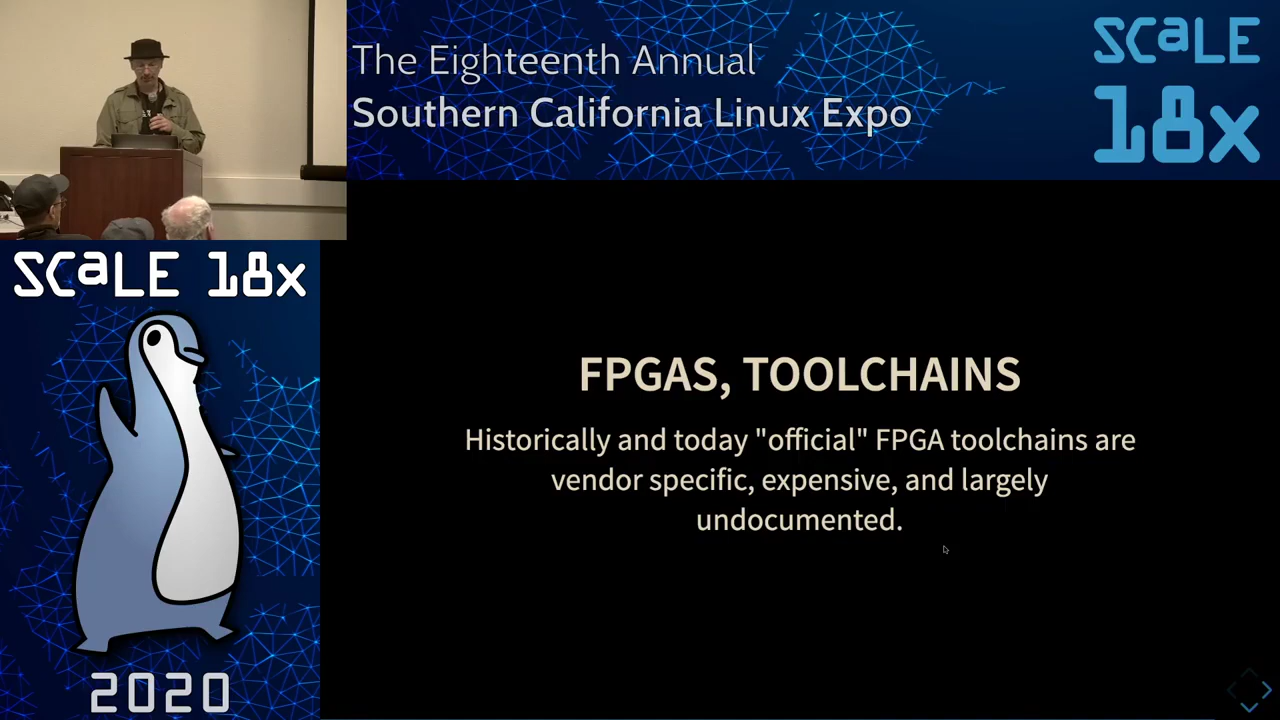 The Eighteenth Annual
Southern California Linux Expo
SCaLE
18x
SCaLE 18x
FPGAS, TOOLCHAINS
Historically and today "official" FPGA toolchains are
vendor specific, expensive, and largely
undocumented.
2020